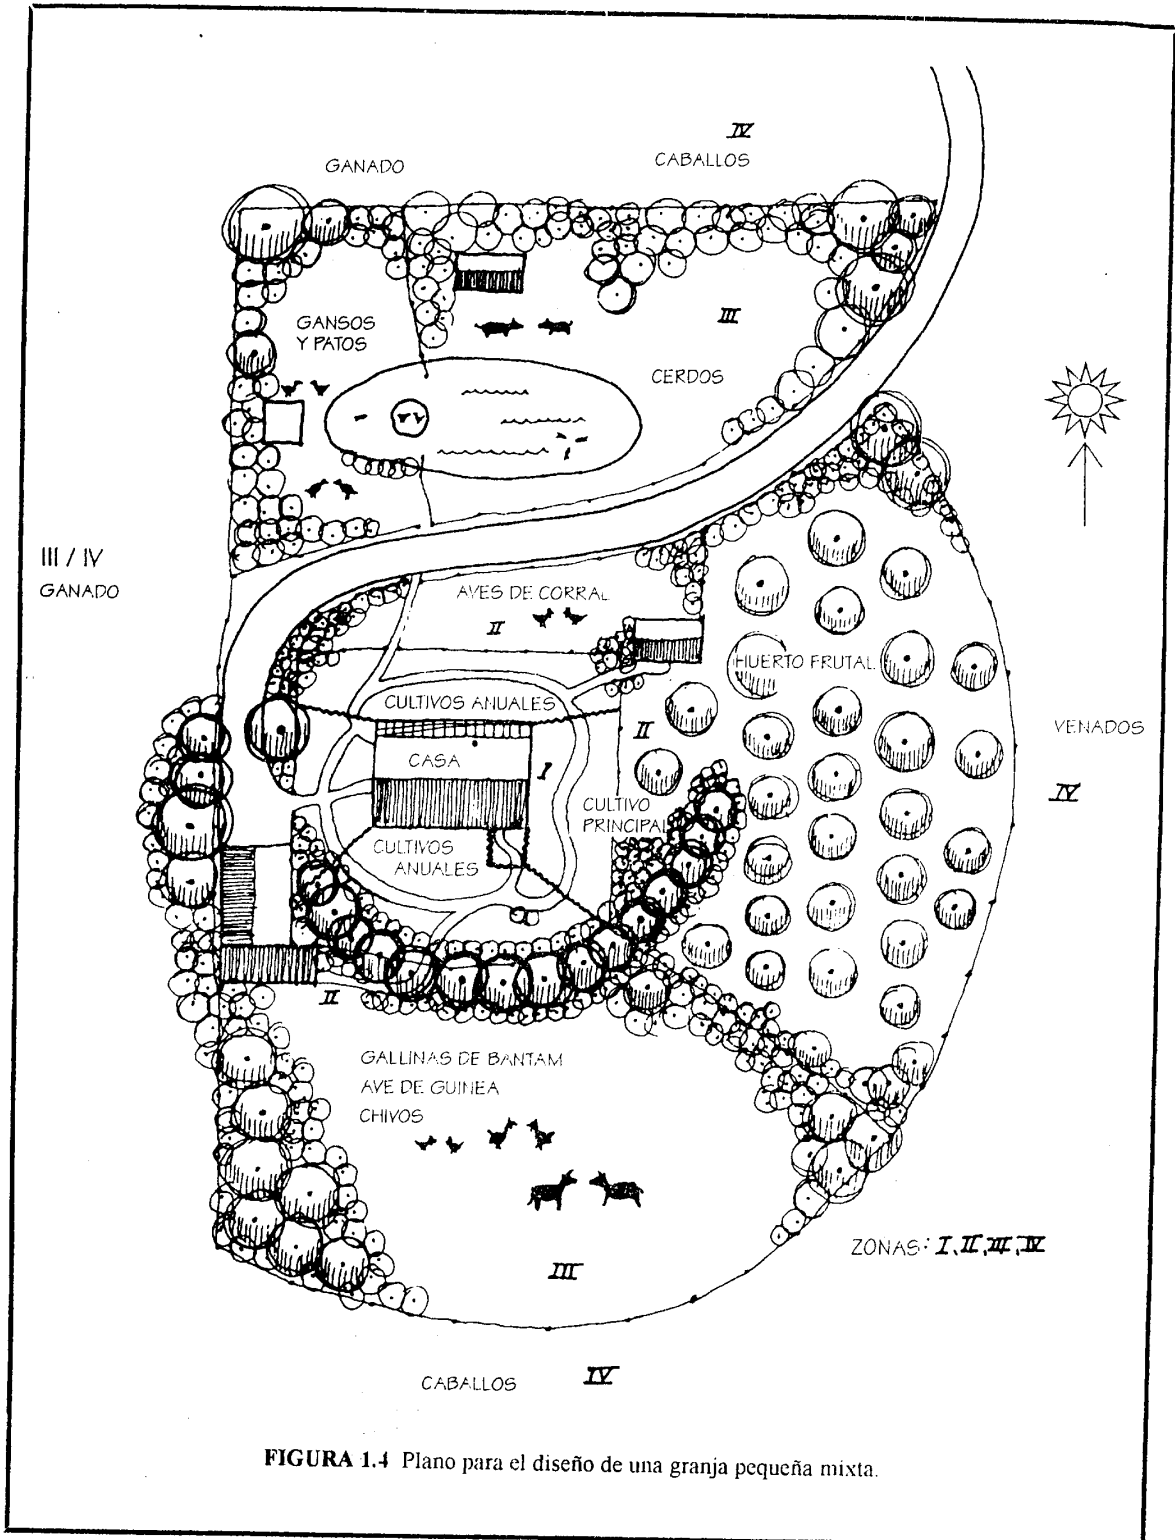 IV
GANADO
CABALLOS
GANSOS
Y PATOS
III
CERDOS
III / IV
GANADO
AVES DE CORRAL
II
HUERTO FRUTAL
CULTIVOS ANUALES
II
VENADOS
CASA
I
IV
CULTIVO
PRINCIPAL
CULTIVOS
ANUALES
II
GALLINAS DE BANTAM
AVE DE GUINEA
CHIVOS
ZONAS: I, II, III, IV
III
IV
CABALLOS
FIGURA 1.4 Plano para el diseño de una granja pequeña mixta.